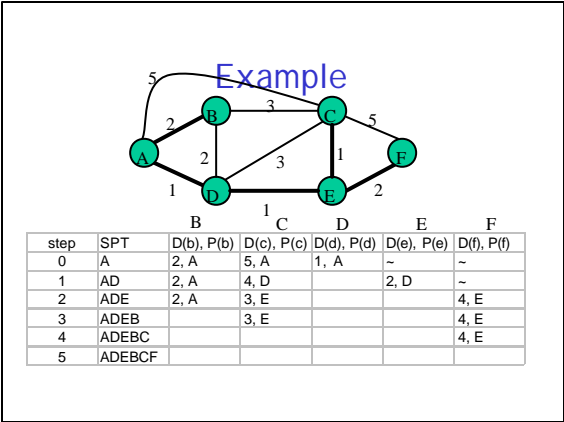 Example
5
B
3
C
2
5
A
2
3
1
F
1
D
E
2
1
B C D E F
step SPT D(b), P(b) D(c), P(c) D(d), P(d) D(e), P(e) D(f), P(f)
0 A 2, A 5, A 1, A ~ ~
1 AD 2, A 4, D 2, D ~
2 ADE 2, A 3, E 4, E
3 ADEB 3, E 4, E
4 ADEBC 4, E
5 ADEBCF